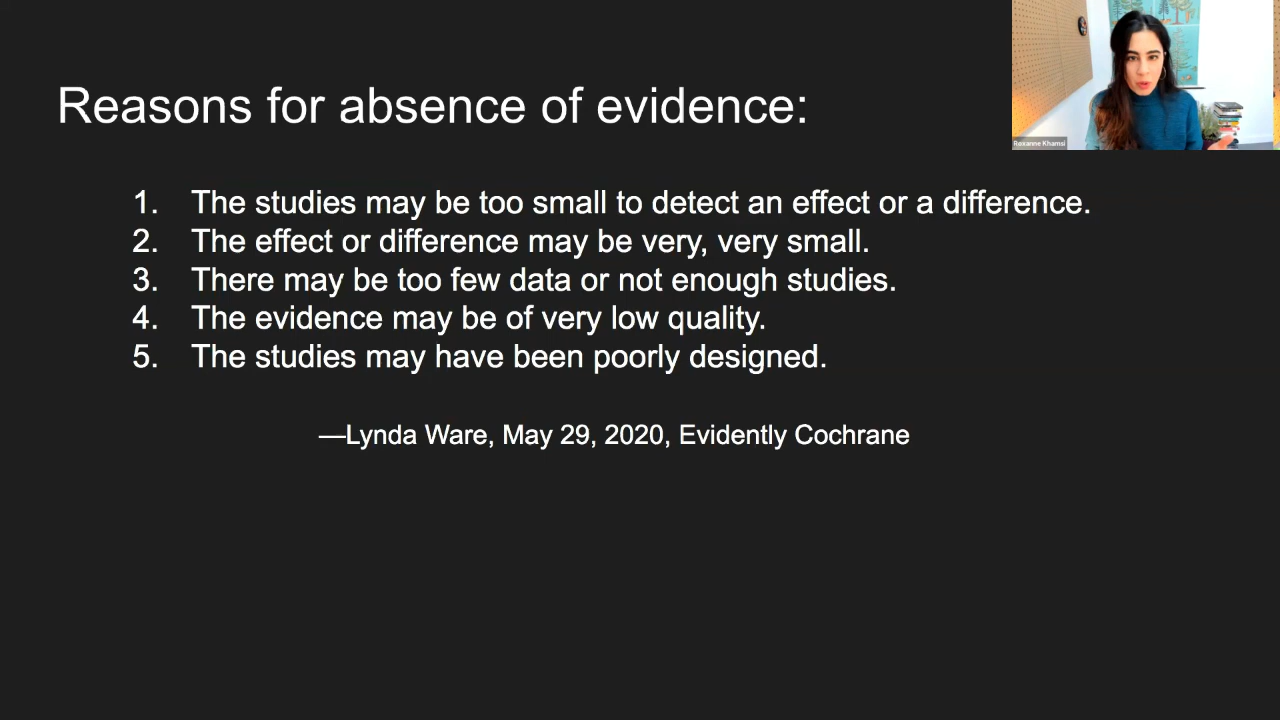 Reasons for absence of evidence:
1. The studies may be too small to detect an effect or a difference.
2. The effect or difference may be very, very small.
3. There may be too few data or not enough studies.
4. The evidence may be of very low quality.
5. The studies may have been poorly designed.
—Lynda Ware, May 29, 2020, Evidently Cochrane
Roxanne Khamsi